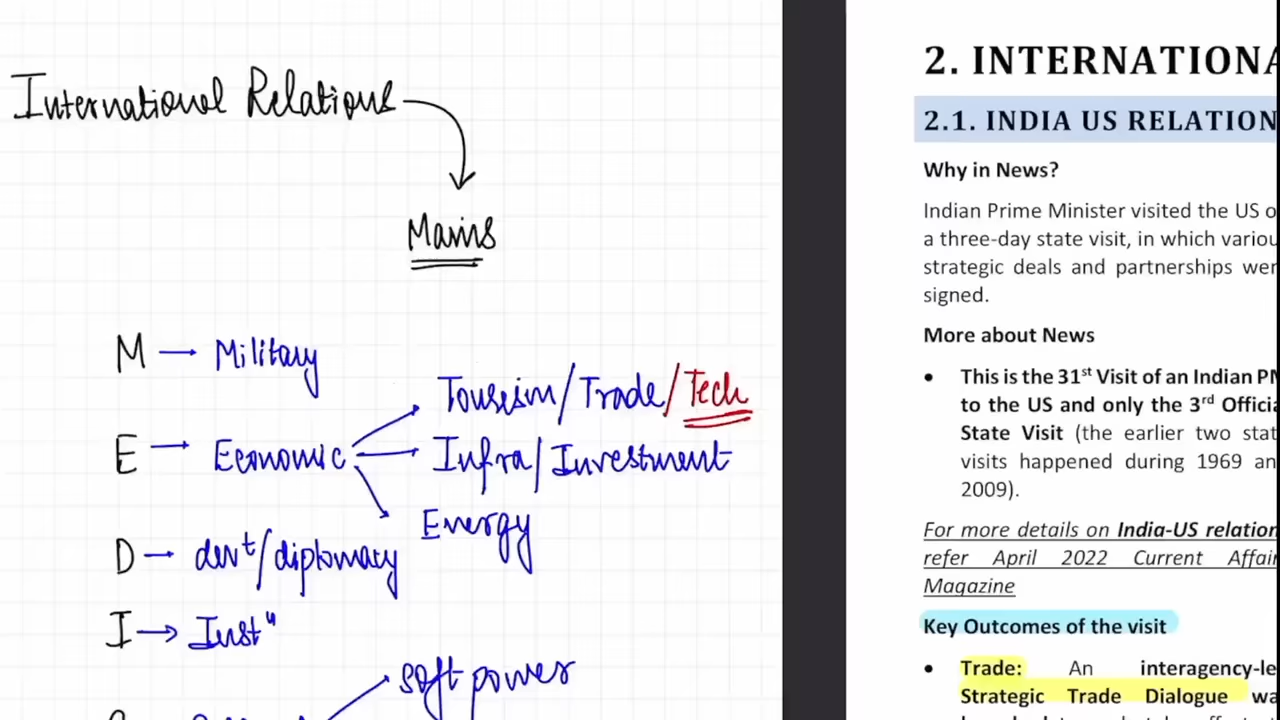 International Relations
Mains
M → Military
E → Economic
Tourism/Trade/Tech
Infra/Investment
Energy
D → devt/diplomacy
I → Instn
soft power
2. INTERNATIONA
2.1. INDIA US RELATION
Why in News?
Indian Prime Minister visited the US o
a three-day state visit, in which variou
strategic deals and partnerships wer
signed.
More about News
• This is the 31st Visit of an Indian PM
to the US and only the 3rd Officia
State Visit (the earlier two stat
visits happened during 1969 an
2009).
For more details on India-US relation
refer April 2022 Current Affair
Magazine
Key Outcomes of the visit
• Trade: An interagency-le
Strategic Trade Dialogue wa